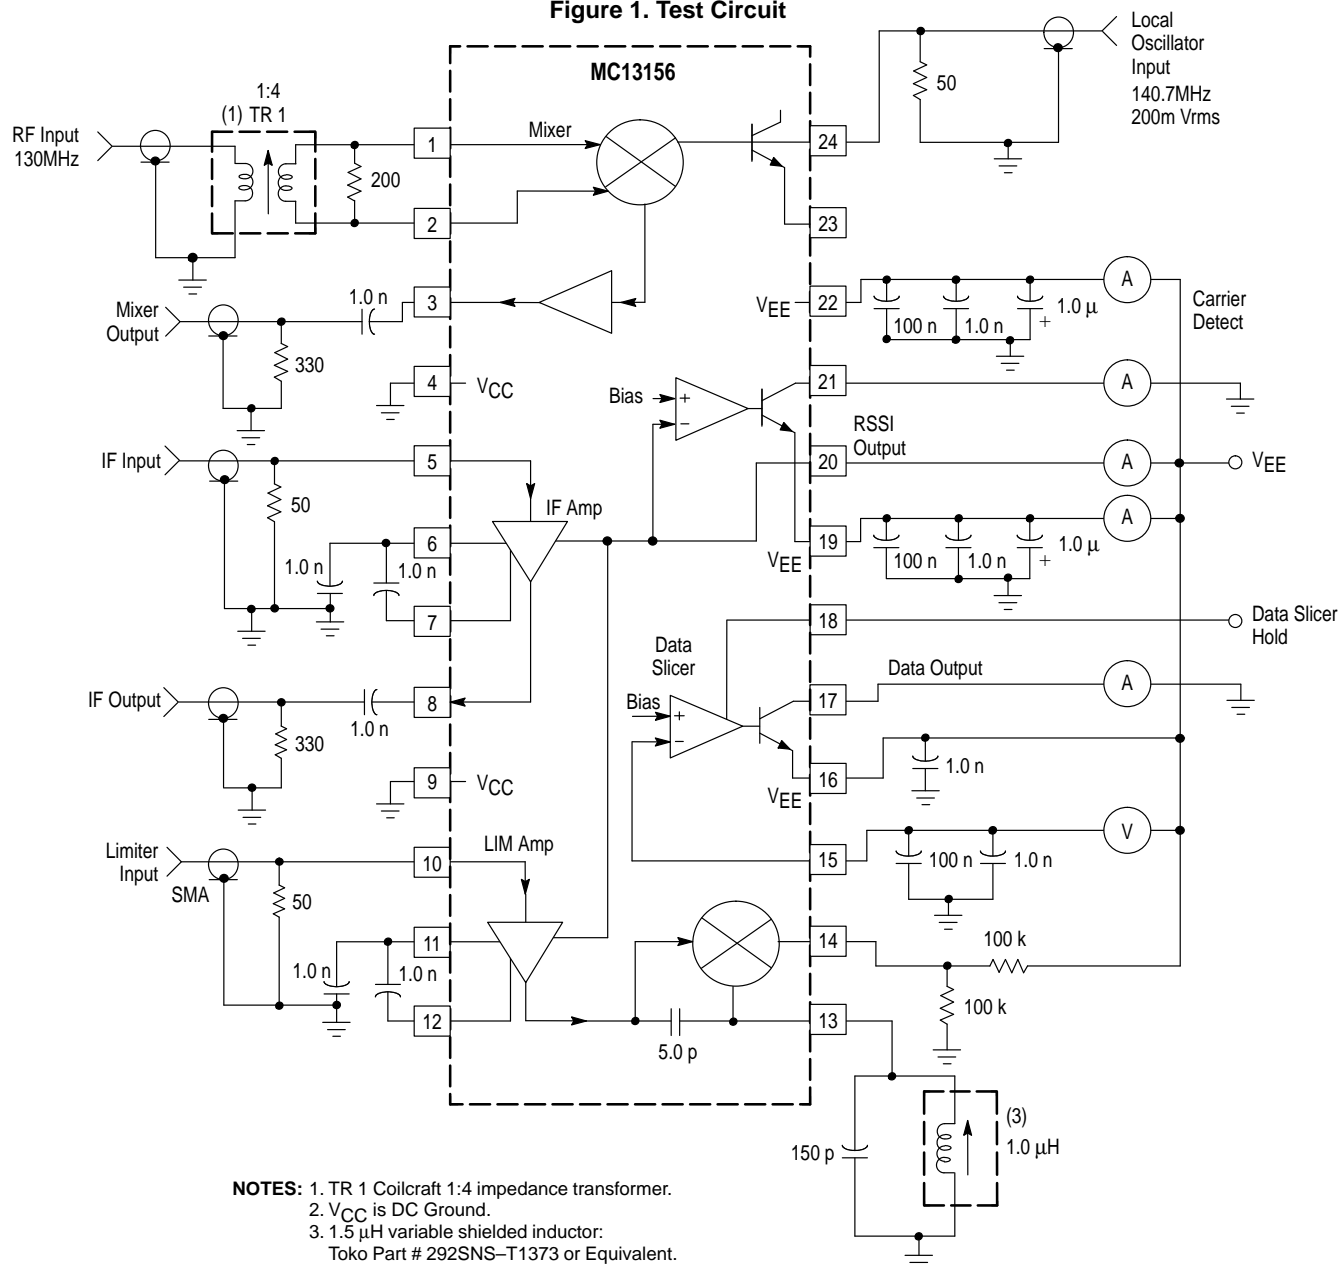 Figure 1. Test Circuit
MC13156
Local
Oscillator
Input
140.7MHz
200m Vrms
50
24
23
1:4
(1) TR 1
RF Input
130MHz
200
1
2
Mixer
Mixer
Output
1.0 n
330
3
4
VCC
VEE
22
100 n
1.0 n
+
1.0 µ
A
Carrier
Detect
Bias
+
−
21
A
RSSI
Output
20
A
VEE
IF Input
50
5
IF Amp
1.0 n
1.0 n
6
7
VEE
19
100 n
1.0 n
+
1.0 µ
A
18
Data Slicer
Hold
Data
Slicer
Bias
+
−
Data Output
17
A
IF Output
1.0 n
330
8
9
VCC
VEE
16
1.0 n
Limiter
Input
SMA
50
10
LIM Amp
15
100 n
1.0 n
V
1.0 n
1.0 n
11
12
14
100 k
100 k
5.0 p
13
150 p
(3)
1.0 µH
NOTES: 1. TR 1 Coilcraft 1:4 impedance transformer.
2. VCC is DC Ground.
3. 1.5 µH variable shielded inductor:
Toko Part # 292SNS–T1373 or Equivalent.